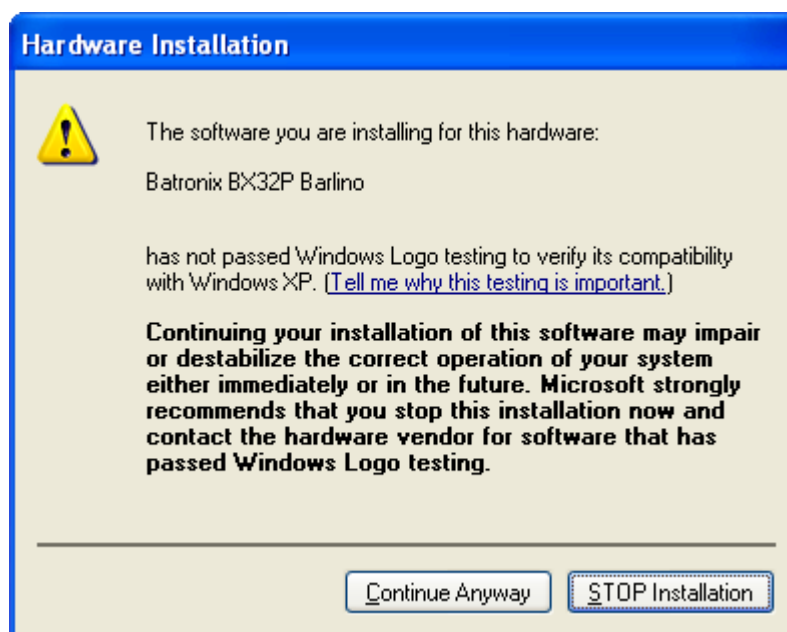 Hardware Installation
The software you are installing for this hardware:
Batronix BX32P Barlino
has not passed Windows Logo testing to verify its compatibility
with Windows XP. (Tell me why this testing is important.)
Continuing your installation of this software may impair
or destabilize the correct operation of your system
either immediately or in the future. Microsoft strongly
recommends that you stop this installation now and
contact the hardware vendor for software that has
passed Windows Logo testing.
Continue Anyway
STOP Installation